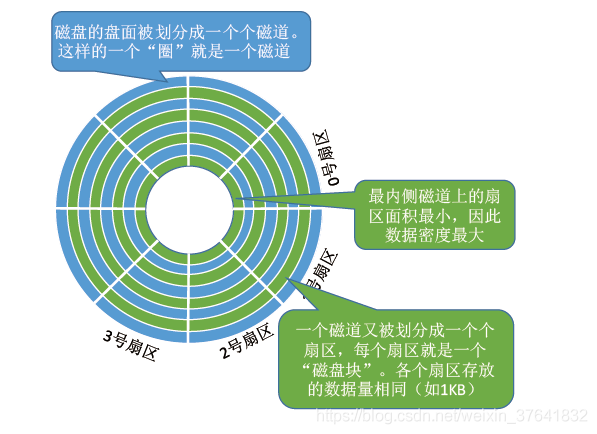 磁盘的盘面被划分成一个个磁道。
这样的一个“圈”就是一个磁道
0号扇区
最内侧磁道上的扇
区面积最小，因此
数据密度最大
号扇区
2号扇区
3号扇区
一个磁道又被划分成一个个
扇区，每个扇区就是一个
“磁盘块”。各个扇区存放
的数据量相同（如1KB）
https://blog.csdn.net/weixin_37641832